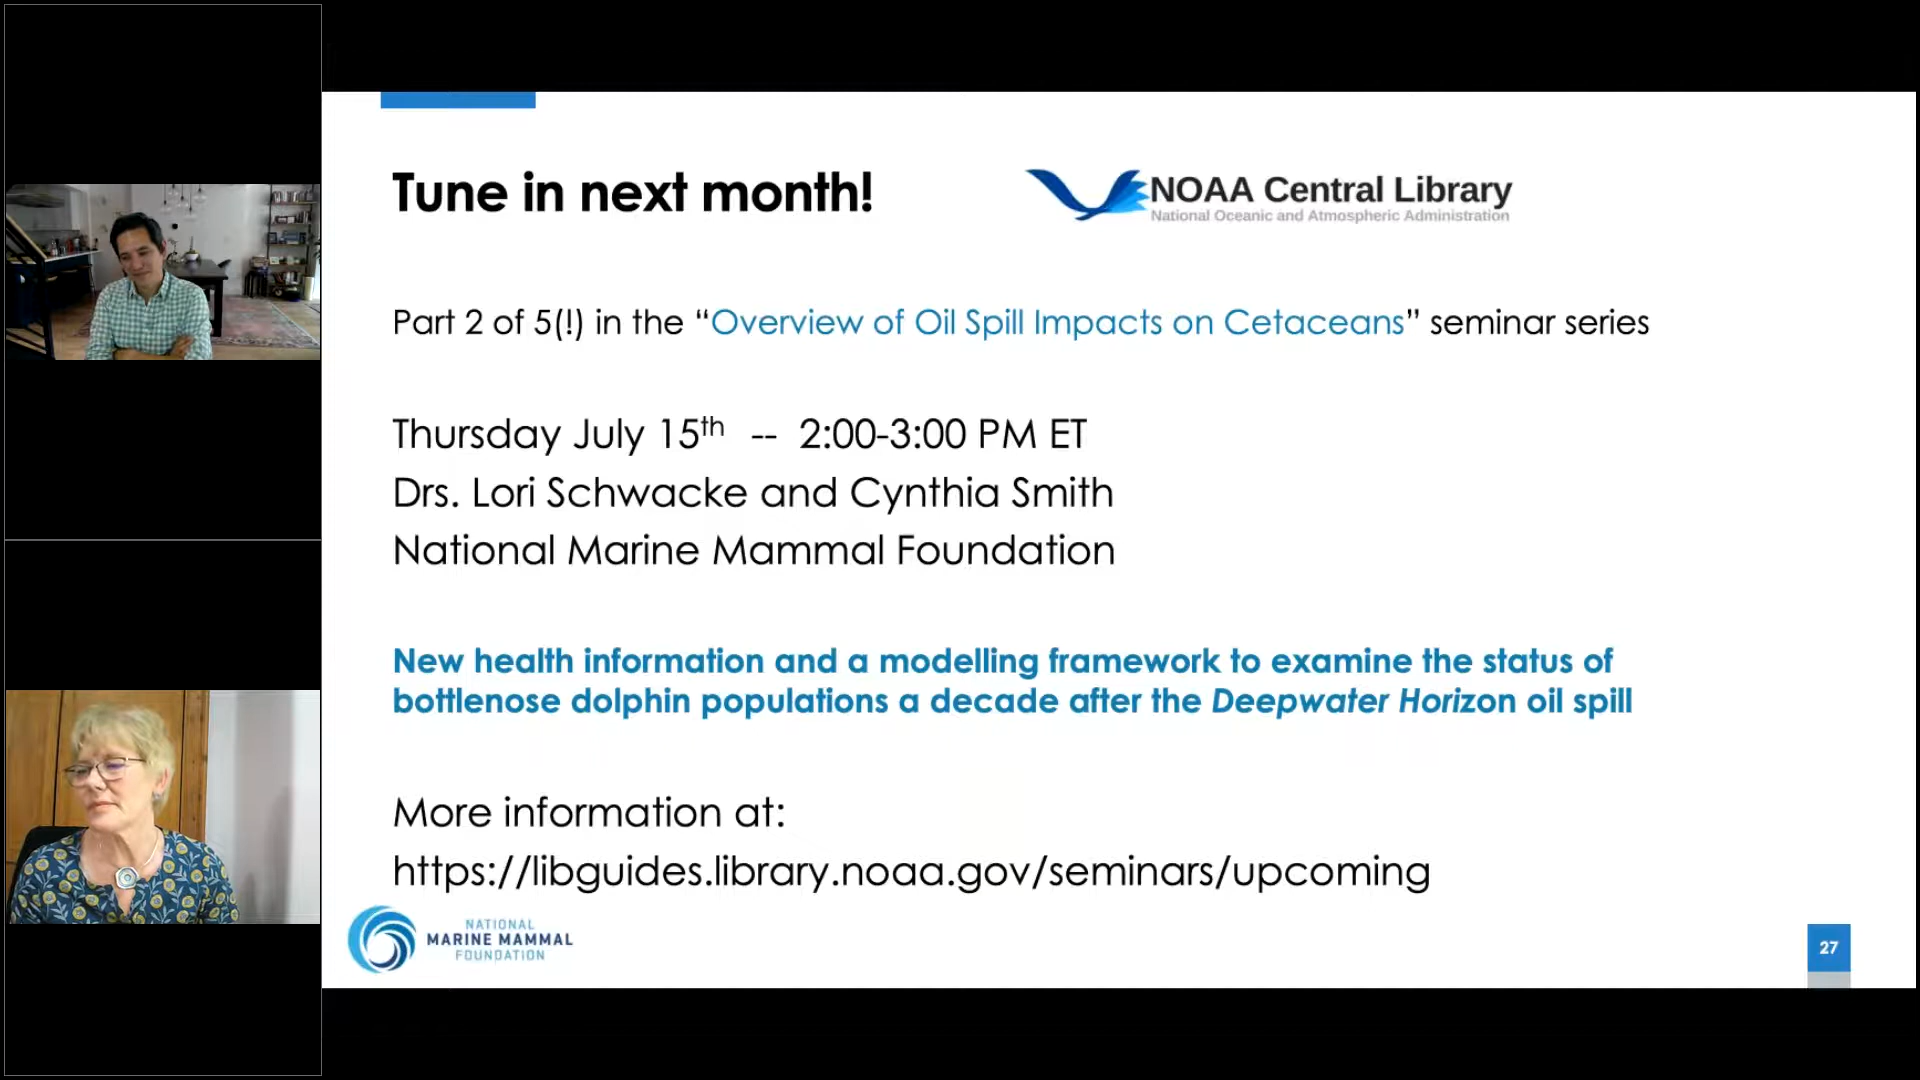 Tune in next month!
NOAA Central Library
National Oceanic and Atmospheric Administration
Part 2 of 5(!) in the “Overview of Oil Spill Impacts on Cetaceans” seminar series
Thursday July 15th -- 2:00-3:00 PM ET
Drs. Lori Schwacke and Cynthia Smith
National Marine Mammal Foundation
New health information and a modelling framework to examine the status of
bottlenose dolphin populations a decade after the Deepwater Horizon oil spill
More information at:
https://libguides.library.noaa.gov/seminars/upcoming
NATIONAL
MARINE MAMMAL
FOUNDATION
27